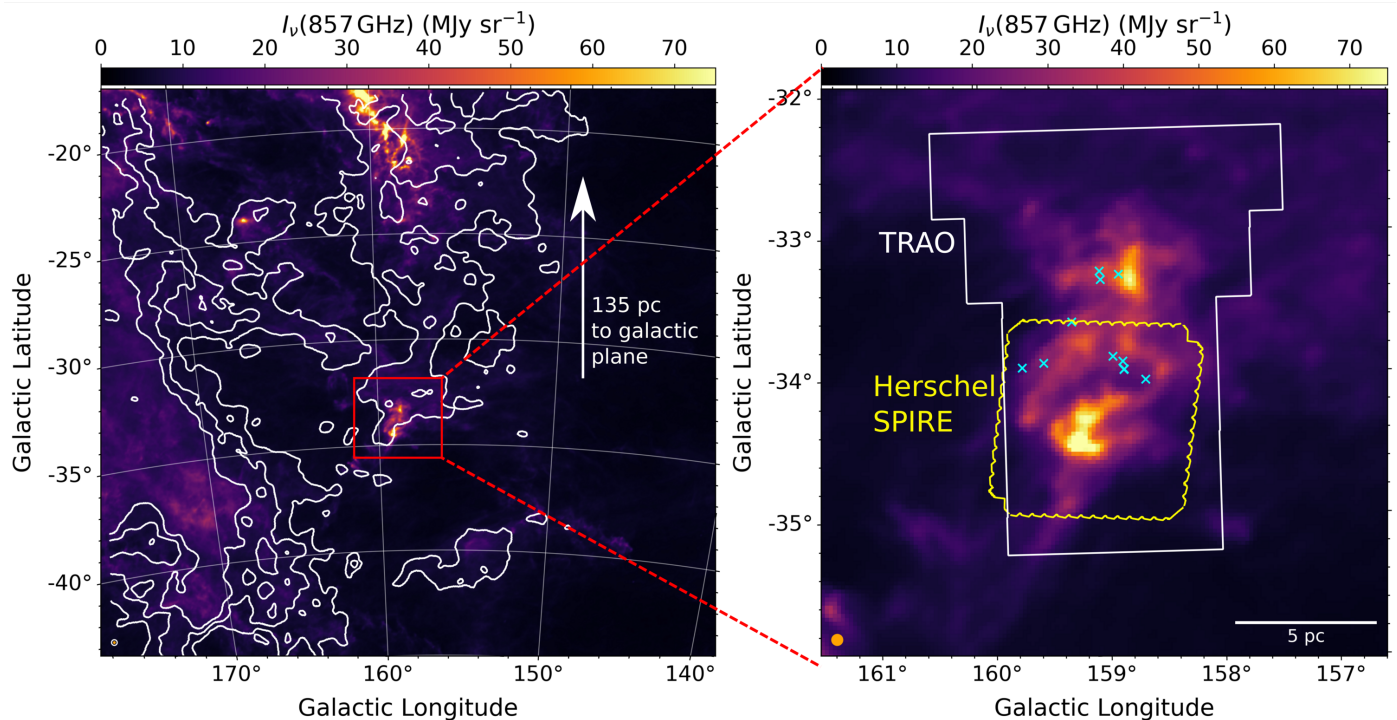 I_ν(857 GHz) (MJy sr⁻¹)
0 10 20 30 40 50 60 70
-20°
-25°
-30°
-35°
-40°
Galactic Latitude
135 pc
to galactic
plane
170° 160° 150° 140°
Galactic Longitude
I_ν(857 GHz) (MJy sr⁻¹)
0 10 20 30 40 50 60 70
-32°
-33°
-34°
-35°
Galactic Latitude
TRAO
Herschel
SPIRE
5 pc
161° 160° 159° 158° 157°
Galactic Longitude